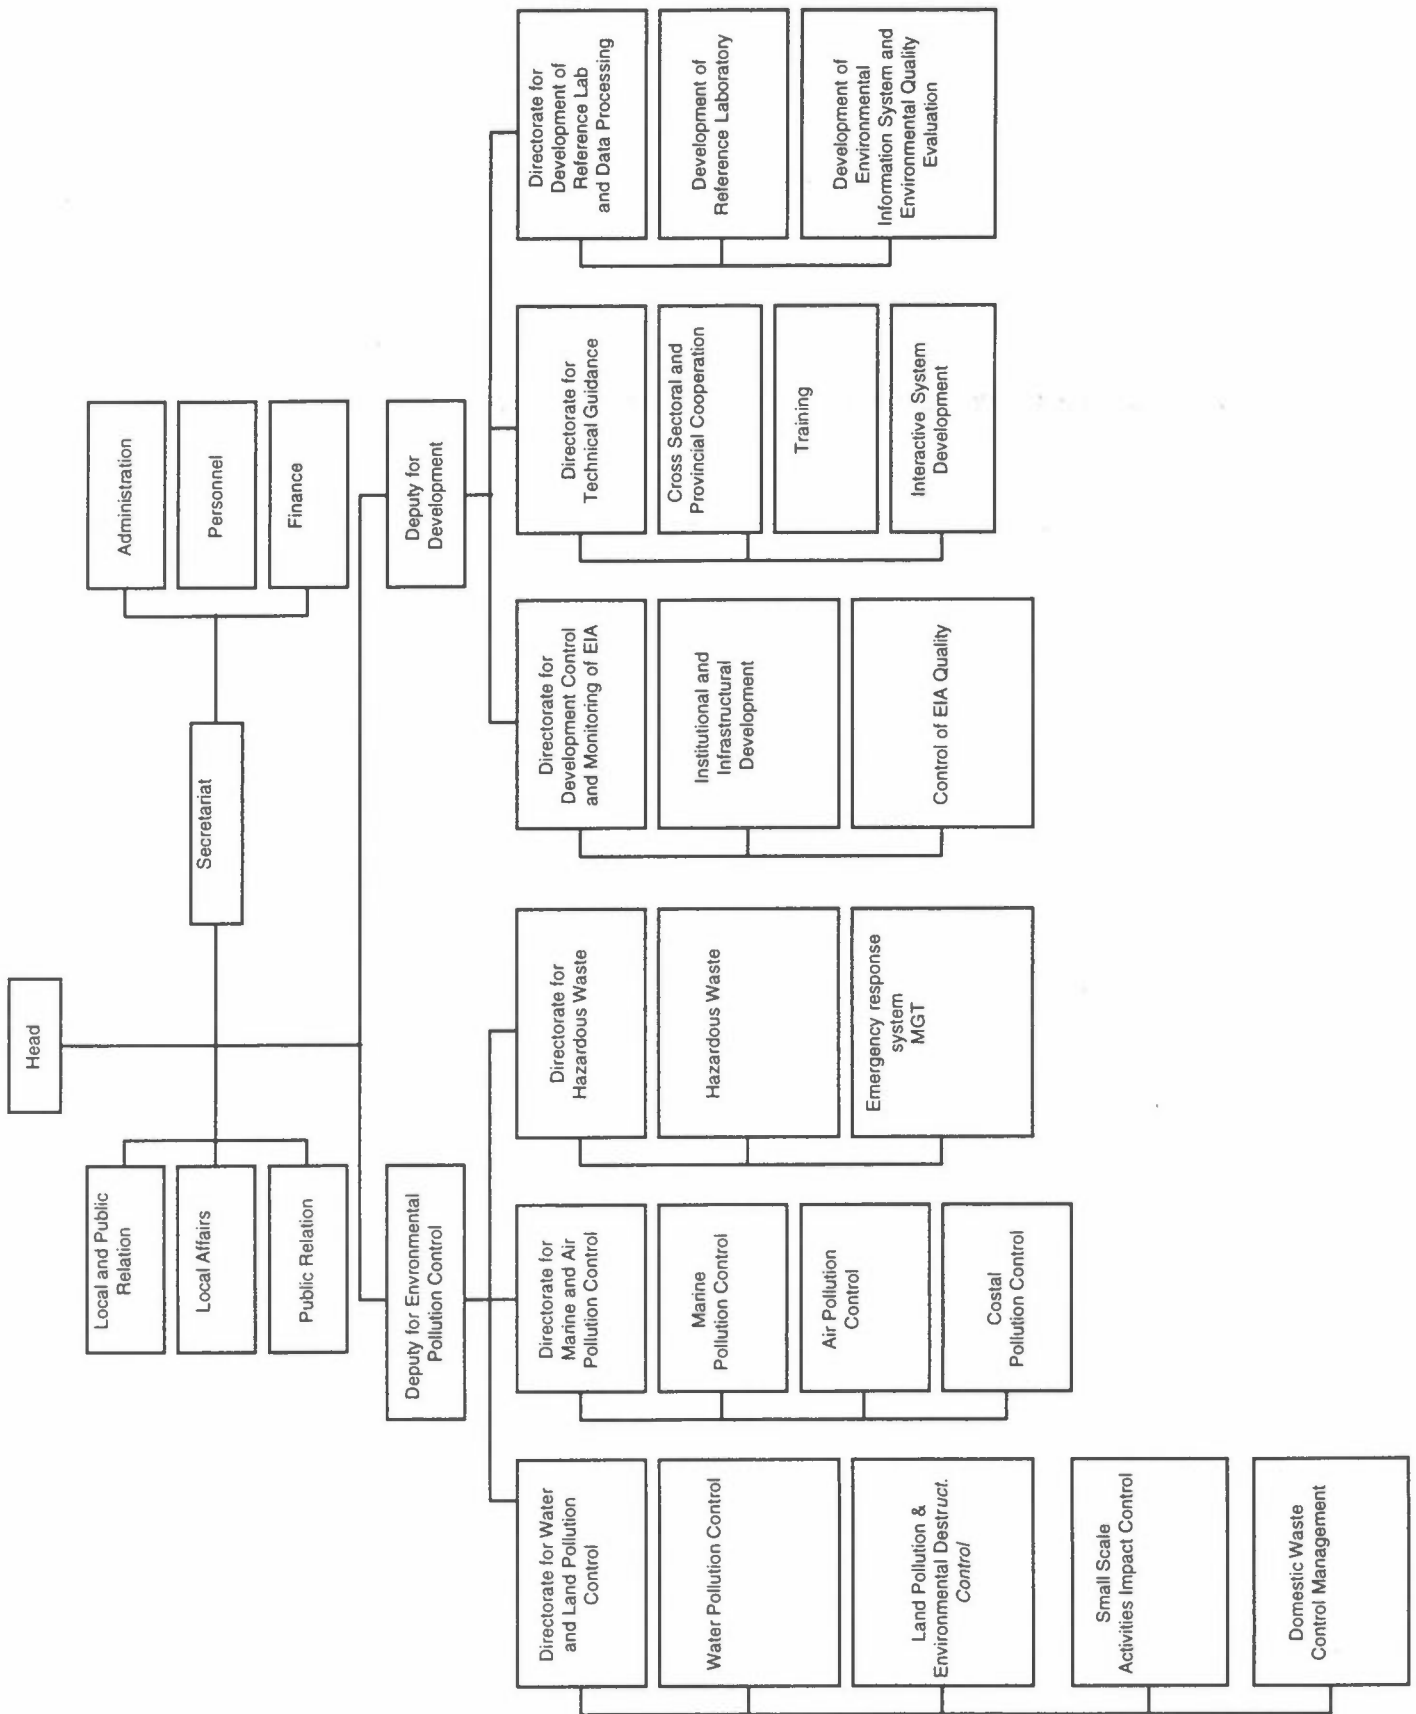 Head
Local and Public
Relation
Local Affairs
Public Relation
Secretariat
Administration
Personnel
Finance
Deputy for Envronmental
Pollution Control
Deputy for
Development
Directorate for Water
and Land Pollution
Control
Water Pollution Control
Land Pollution &
Environmental Destruct.
Control
Small Scale
Activities Impact Control
Domestic Waste
Control Management
Directorate for
Marine and Air
Pollution Control
Marine
Pollution Control
Air Pollution
Control
Costal
Pollution Control
Directorate for
Hazardous Waste
Hazardous Waste
Emergency response
system
MGT
Directorate for
Development Control
and Monitoring of EIA
Institutional and
Infrastructural
Development
Control of EIA Quality
Directorate for
Technical Guidance
Cross Sectoral and
Provincial Cooperation
Training
Interactive System
Development
Directorate for
Development of
Reference Lab
and Data Processing
Development of
Reference Laboratory
Development of
Environmental
Information System and
Environmental Quality
Evaluation